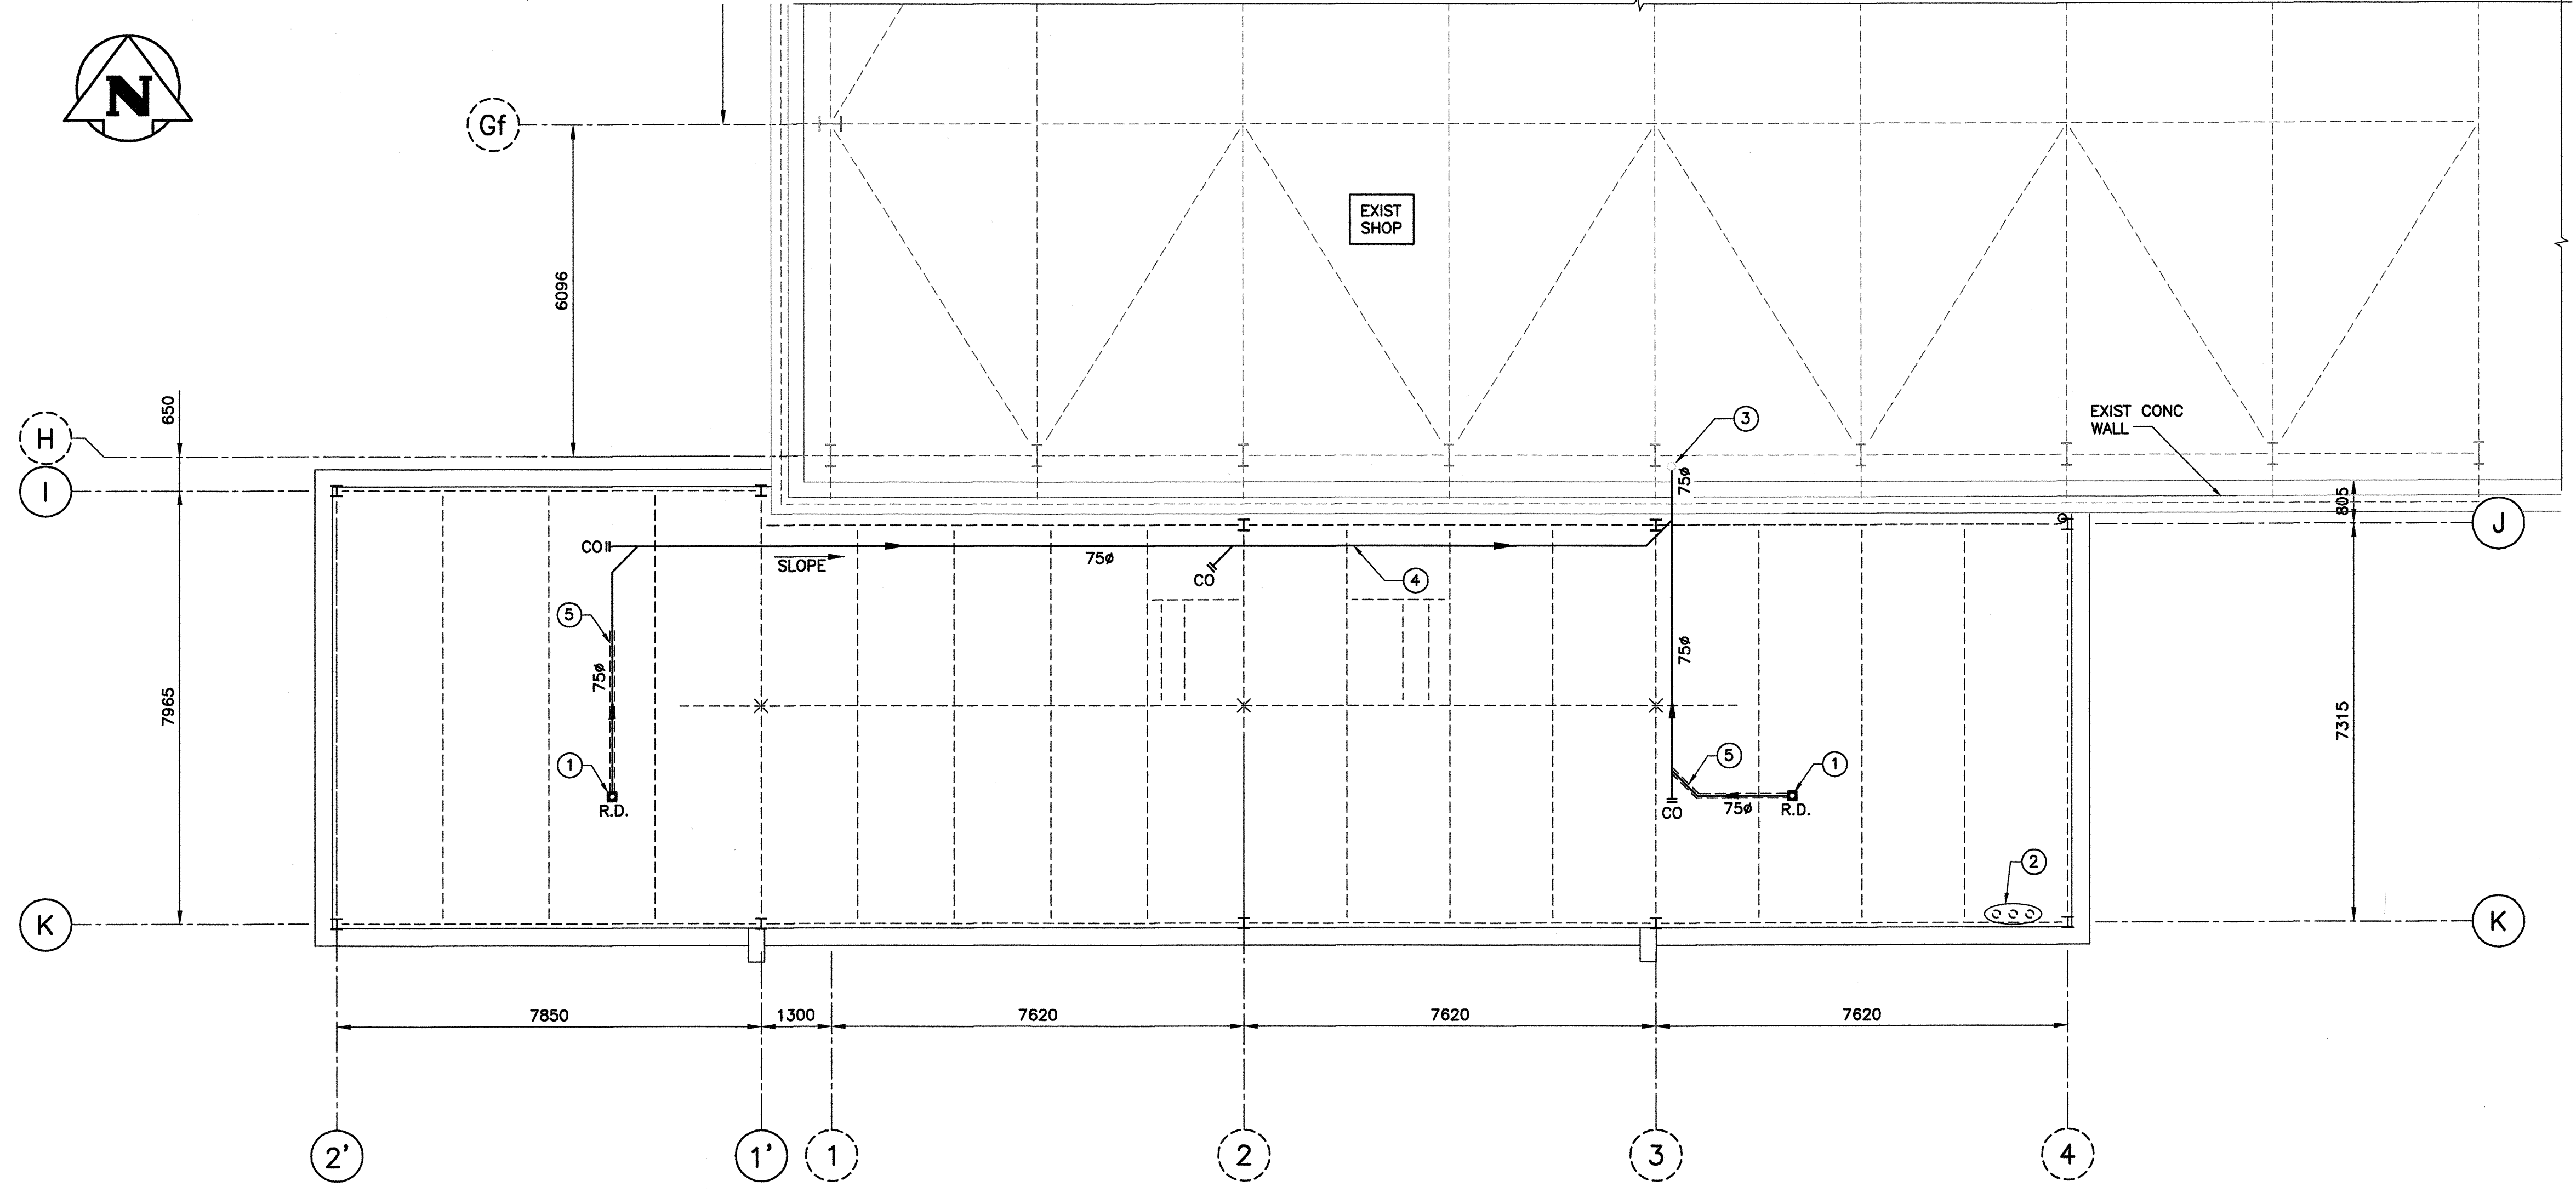 N
Gf
EXIST
SHOP
6096
650
H
I
3
75ø
EXIST CONC
WALL
805
J
CO
SLOPE
75ø
CO
4
5
75ø
75ø
7965
7315
1
R.D.
5
1
CO
75ø
R.D.
2
K
K
7850
1300
7620
7620
7620
2'
1'
1
2
3
4